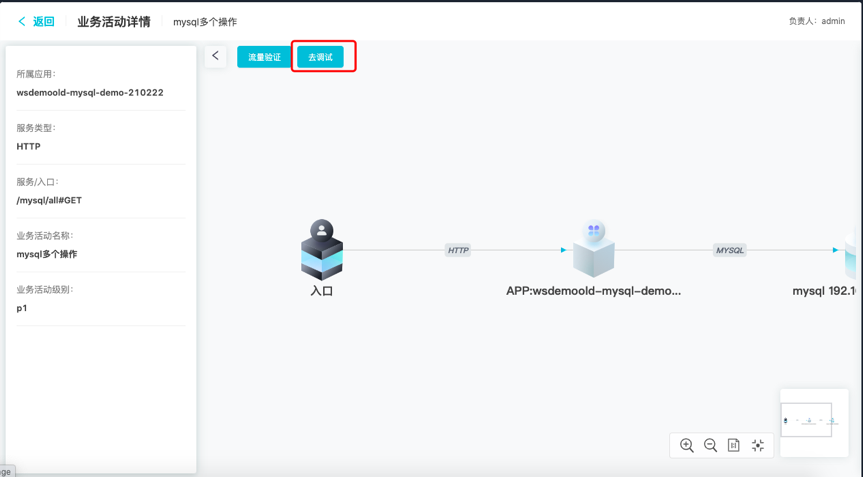 返回
业务活动详情
mysql多个操作
负责人：admin
流量验证
去调试
所属应用：
wsdemoold-mysql-demo-210222
服务类型：
HTTP
服务/入口：
/mysql/all#GET
业务活动名称：
mysql多个操作
业务活动级别：
p1
HTTP
MYSQL
入口
APP:wsdemoold-mysql-demo...
mysql 192.1